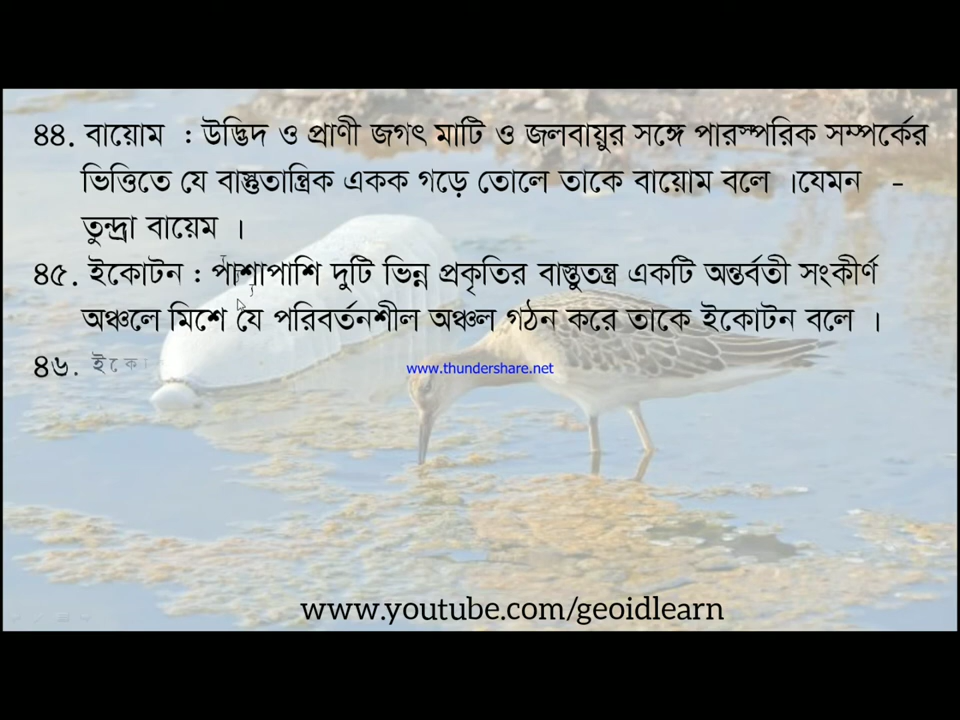 ৪৪. বায়োম : উদ্ভিদ ও প্রাণী জগৎ মাটি ও জলবায়ুর সঙ্গে পারস্পরিক সম্পর্কের
ভিত্তিতে যে বাস্তুতান্ত্রিক একক গড়ে তোলে তাকে বায়োম বলে ।যেমন -
তুন্দ্রা বায়েম ।
৪৫. ইকোটন : পাশাপাশি দুটি ভিন্ন প্রকৃতির বাস্তুতন্ত্র একটি অন্তর্বতী সংকীর্ণ
অঞ্চলে মিশে যে পরিবর্তনশীল অঞ্চল গঠন করে তাকে ইকোটন বলে ।
৪৬. ইকো
www.thundershare.net
www.youtube.com/geoidlearn